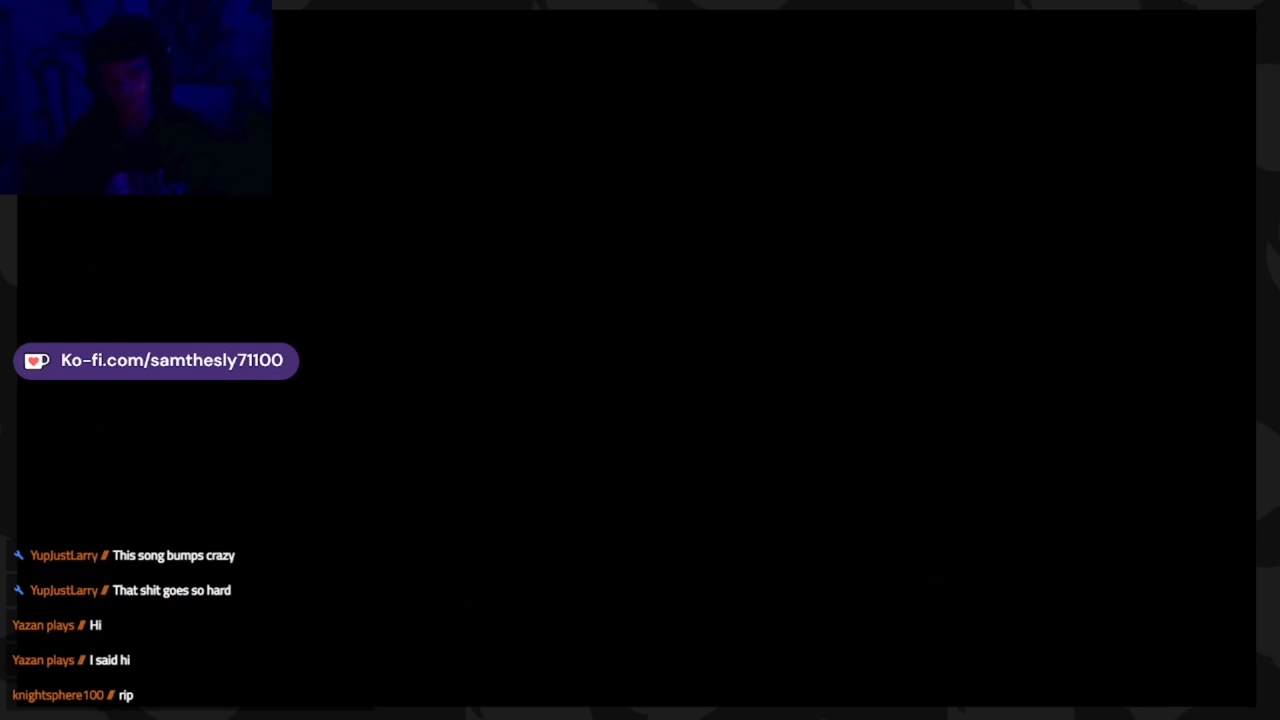 Ko-fi.com/samthesly71100
YupJustLarry // This song bumps crazy
YupJustLarry // That shit goes so hard
Yazan plays // Hi
Yazan plays // I said hi
knightsphere100 // rip